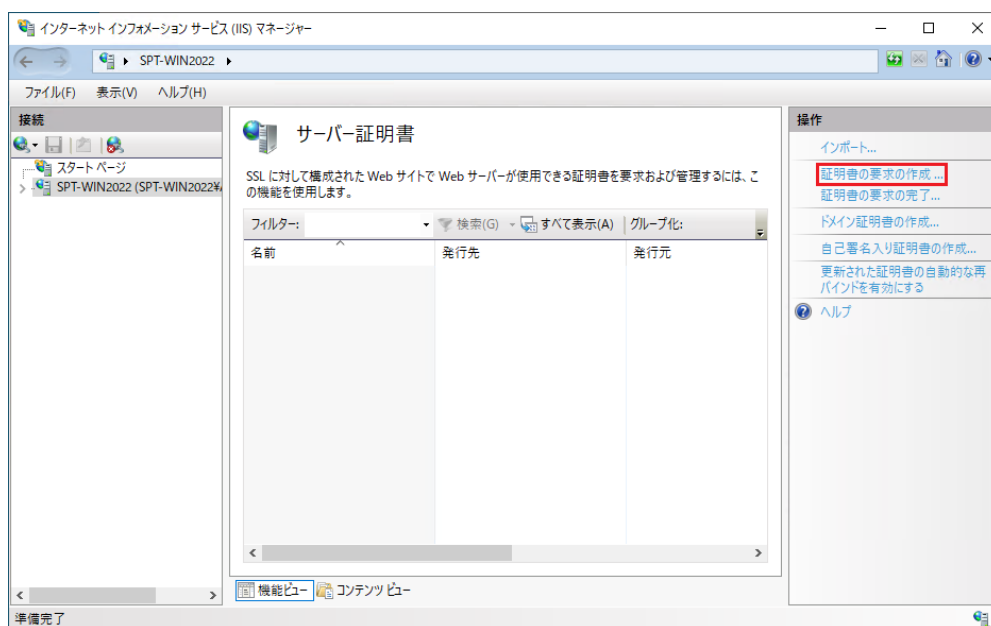 インターネット インフォメーション サービス (IIS) マネージャー
SPT-WIN2022
ファイル(F) 表示(V) ヘルプ(H)
接続
スタート ページ
SPT-WIN2022 (SPT-WIN2022¥
サーバー証明書
SSL に対して構成された Web サイトで Web サーバーが使用できる証明書を要求および管理するには、こ
の機能を使用します。
フィルター: 検索(G) すべて表示(A) グループ化:
名前 発行先 発行元
機能ビュー コンテンツ ビュー
操作
インポート...
証明書の要求の作成 ...
証明書の要求の完了...
ドメイン証明書の作成...
自己署名入り証明書の作成...
更新された証明書の自動的な再
バインドを有効にする
ヘルプ
準備完了